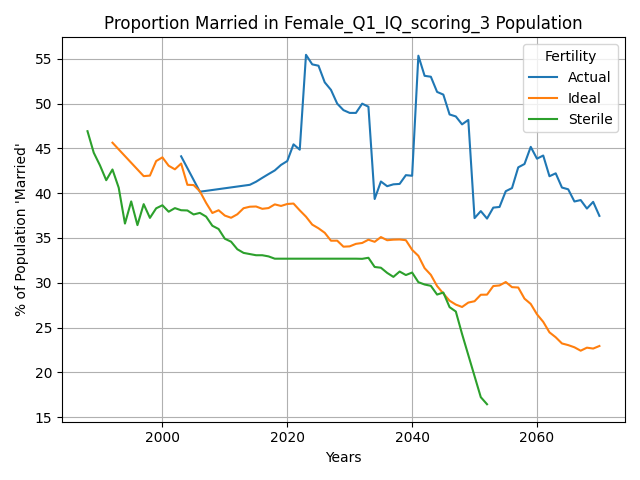 Proportion Married in Female_Q1_IQ_scoring_3 Population
% of Population 'Married'
55
50
45
40
35
30
25
20
15
Fertility
Actual
Ideal
Sterile
2000
2020
2040
2060
Years